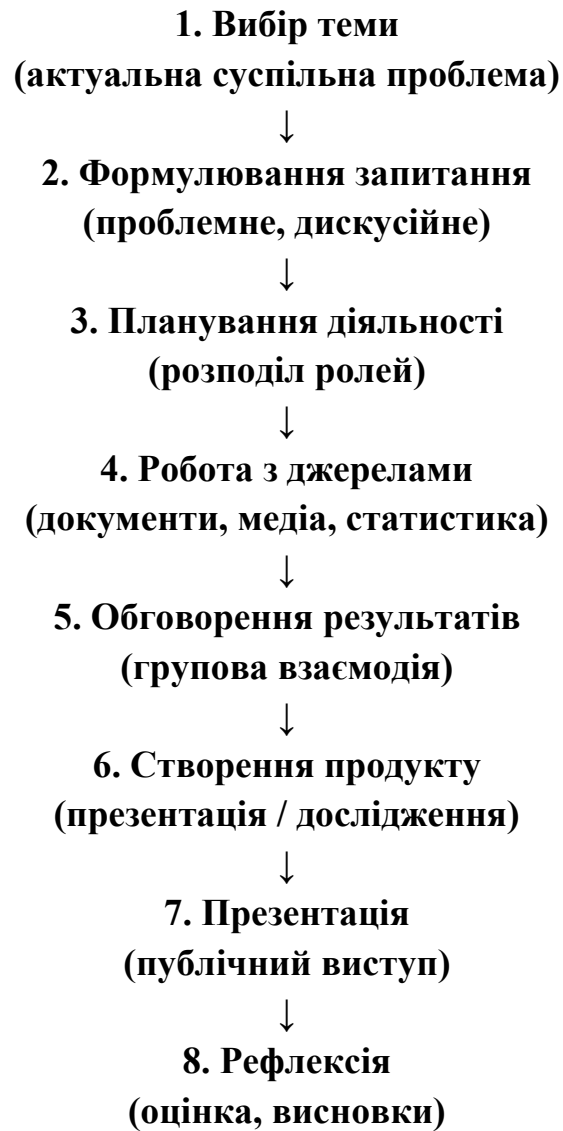 1. Вибір теми
(актуальна суспільна проблема)
↓
2. Формулювання запитання
(проблемне, дискусійне)
↓
3. Планування діяльності
(розподіл ролей)
↓
4. Робота з джерелами
(документи, медіа, статистика)
↓
5. Обговорення результатів
(групова взаємодія)
↓
6. Створення продукту
(презентація / дослідження)
↓
7. Презентація
(публічний виступ)
↓
8. Рефлексія
(оцінка, висновки)